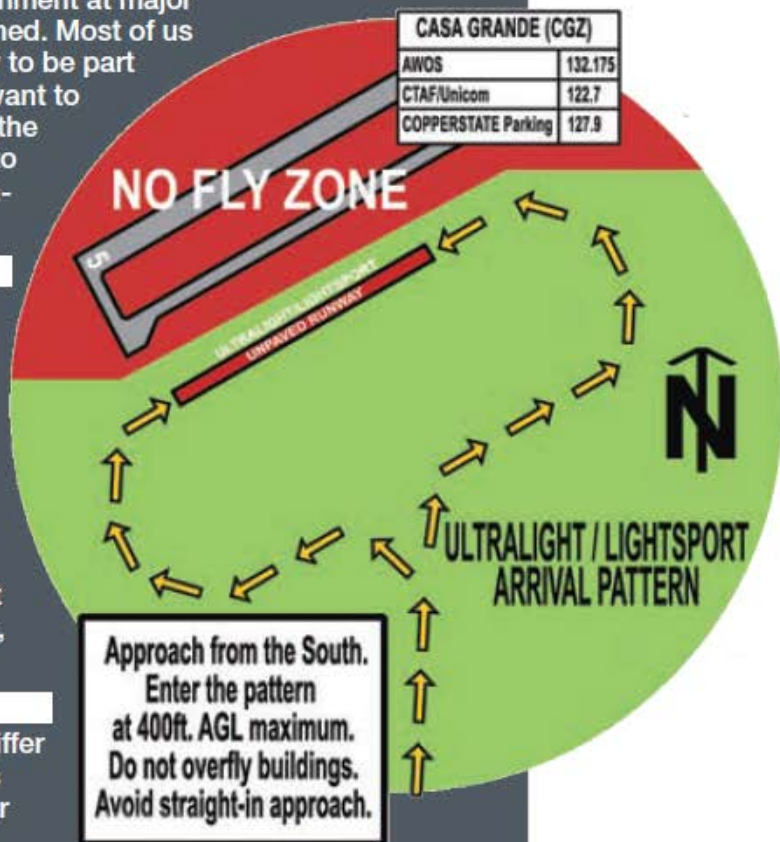 nment at major
ned. Most of us
to be part
vant to
the
CASA GRANDE (CGZ)
AWOS 132.175
CTAF/Unicom 122.7
COPPERSTATE Parking 127.9
NO FLY ZONE
5
ULTRALIGHT/LIGHTSPORT
UNPAVED RUNWAY
N
ULTRALIGHT / LIGHTSPORT
ARRIVAL PATTERN
Approach from the South.
Enter the pattern
at 400ft. AGL maximum.
Do not overfly buildings.
Avoid straight-in approach.
iffer
r